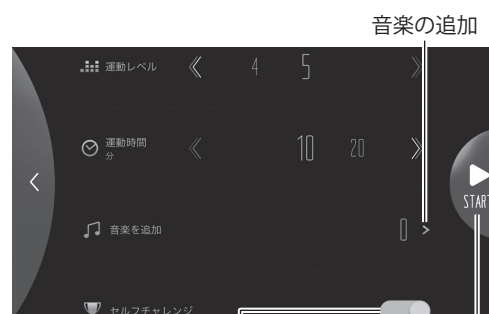 音楽の追加
運動レベル 《 4 5 》
運動時間 《 10 20 》
分
START
音楽を追加 0 >
セルフチャレンジ